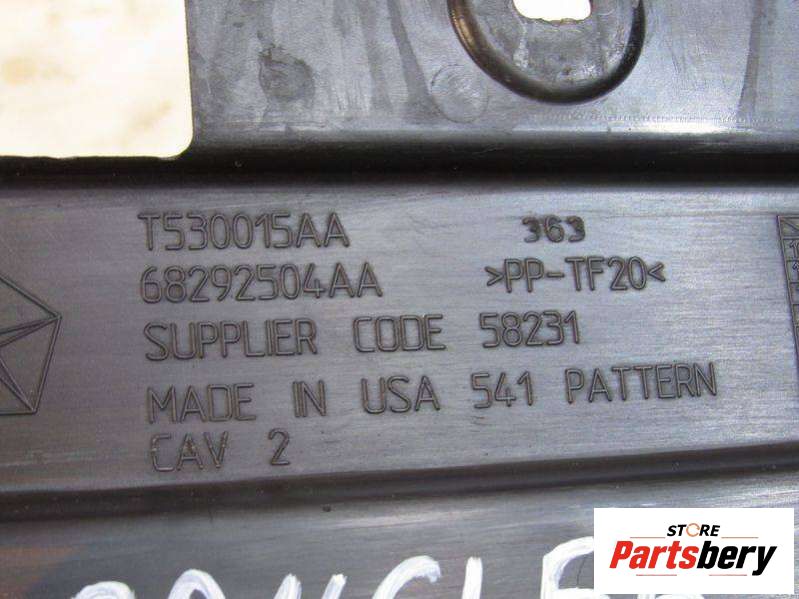 T530015AA 363
68292504AA >PP-TF20<
SUPPLIER CODE 58231
MADE IN USA 541 PATTERN
CAV 2
STORE
Partsbery